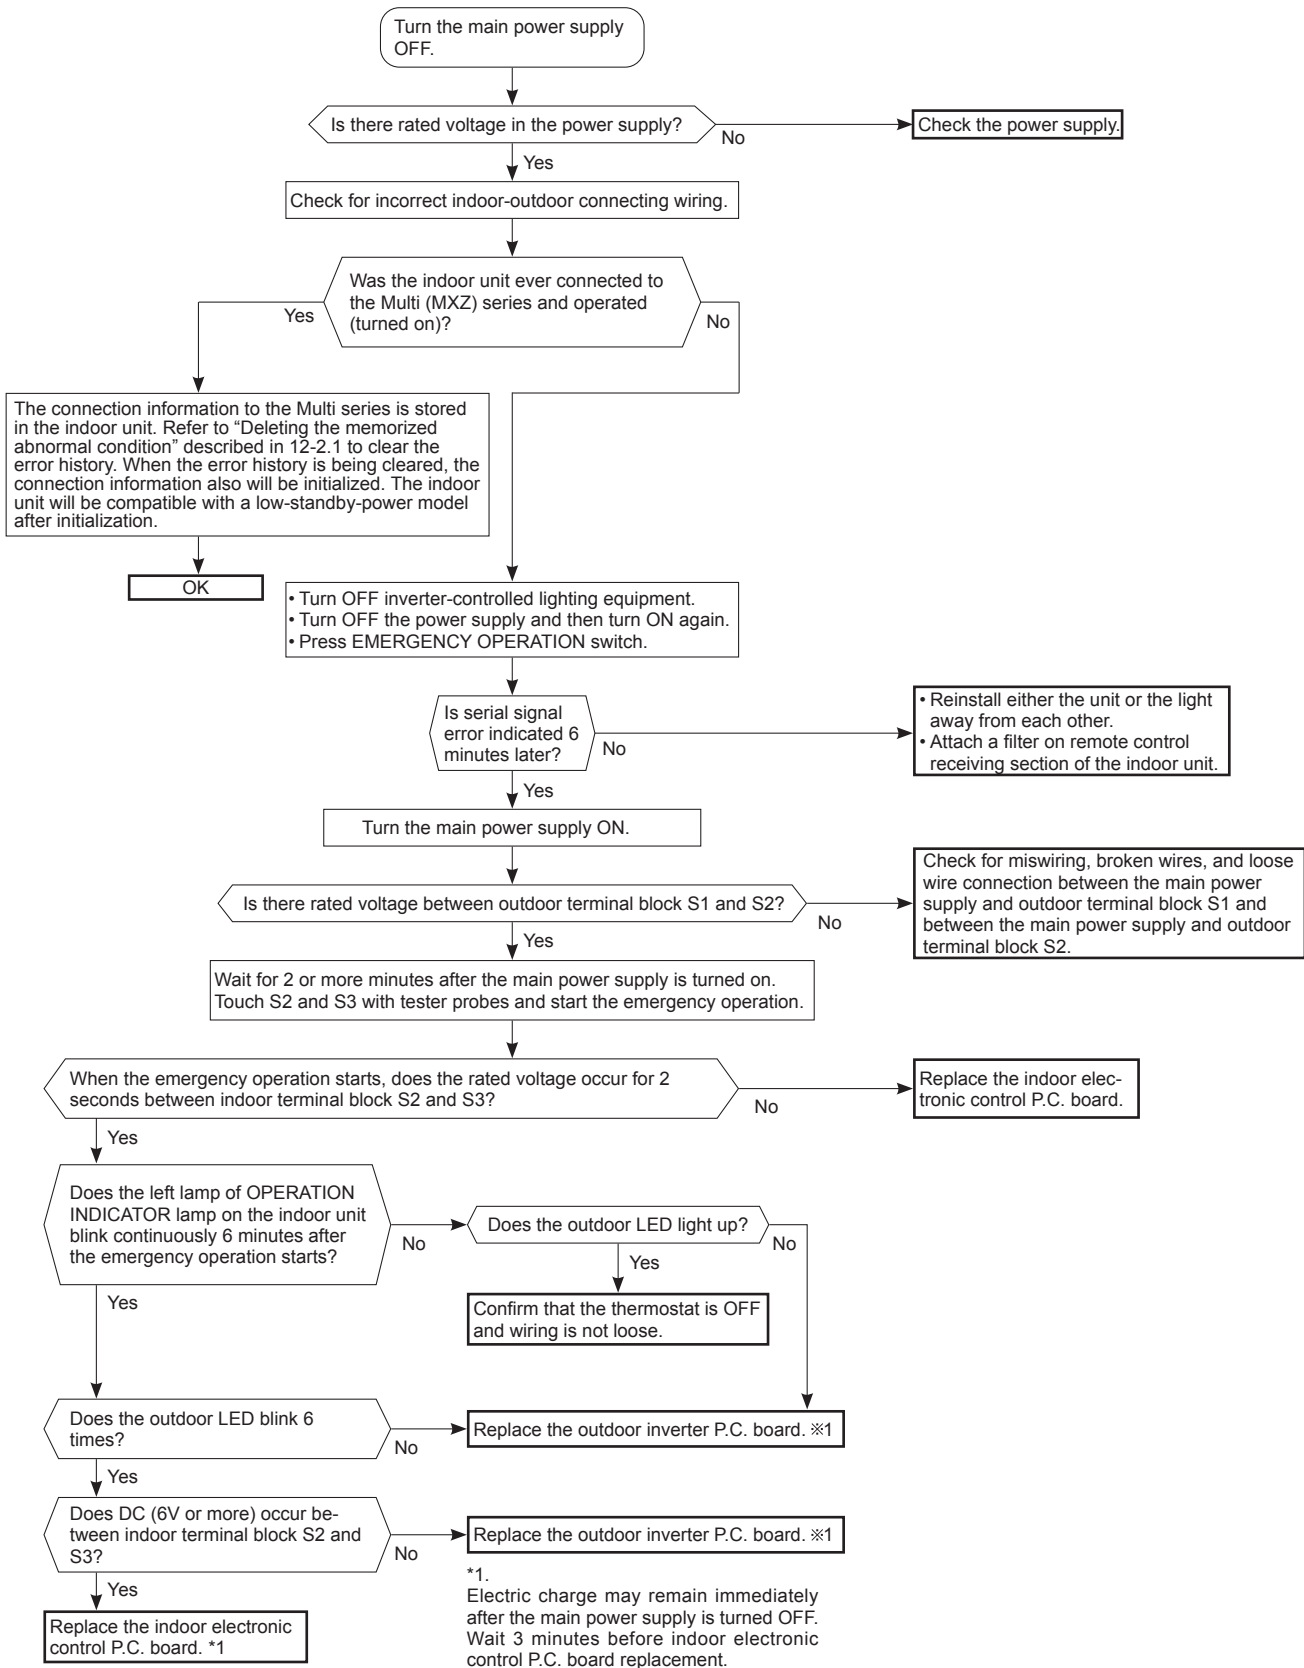 Turn the main power supply
OFF.
Is there rated voltage in the power supply?
No
Check the power supply.
Yes
Check for incorrect indoor-outdoor connecting wiring.
Was the indoor unit ever connected to
the Multi (MXZ) series and operated
(turned on)?
Yes
No
The connection information to the Multi series is stored
in the indoor unit. Refer to “Deleting the memorized
abnormal condition” described in 12-2.1 to clear the
error history. When the error history is being cleared, the
connection information also will be initialized. The indoor
unit will be compatible with a low-standby-power model
after initialization.
OK
• Turn OFF inverter-controlled lighting equipment.
• Turn OFF the power supply and then turn ON again.
• Press EMERGENCY OPERATION switch.
Is serial signal
error indicated 6
minutes later?
No
• Reinstall either the unit or the light
away from each other.
• Attach a filter on remote control
receiving section of the indoor unit.
Yes
Turn the main power supply ON.
Is there rated voltage between outdoor terminal block S1 and S2?
No
Check for miswiring, broken wires, and loose
wire connection between the main power
supply and outdoor terminal block S1 and
between the main power supply and outdoor
terminal block S2.
Yes
Wait for 2 or more minutes after the main power supply is turned on.
Touch S2 and S3 with tester probes and start the emergency operation.
When the emergency operation starts, does the rated voltage occur for 2
seconds between indoor terminal block S2 and S3?
No
Replace the indoor elec-
tronic control P.C. board.
Yes
Does the left lamp of OPERATION
INDICATOR lamp on the indoor unit
blink continuously 6 minutes after
the emergency operation starts?
No
Does the outdoor LED light up?
No
Yes
Confirm that the thermostat is OFF
and wiring is not loose.
Yes
Does the outdoor LED blink 6
times?
No
Replace the outdoor inverter P.C. board. ※1
Yes
Does DC (6V or more) occur be-
tween indoor terminal block S2 and
S3?
No
Replace the outdoor inverter P.C. board. ※1
Yes
Replace the indoor electronic
control P.C. board. *1
*1.
Electric charge may remain immediately
after the main power supply is turned OFF.
Wait 3 minutes before indoor electronic
control P.C. board replacement.